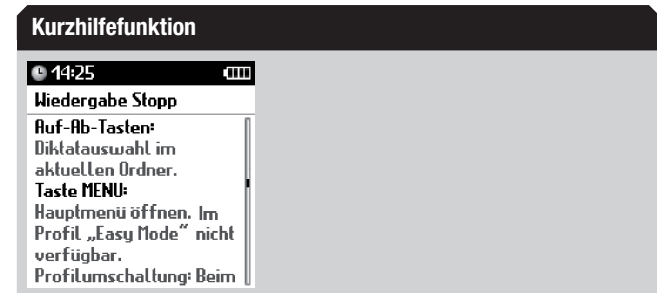 Kurzhilfefunktion
14:25
Wiedergabe Stopp
Auf-Ab-Tasten:
Diktatauswahl im
aktuellen Ordner.
Taste MENU:
Hauptmenü öffnen. Im
Profil „Easy Mode“ nicht
verfügbar.
Profilumschaltung: Beim